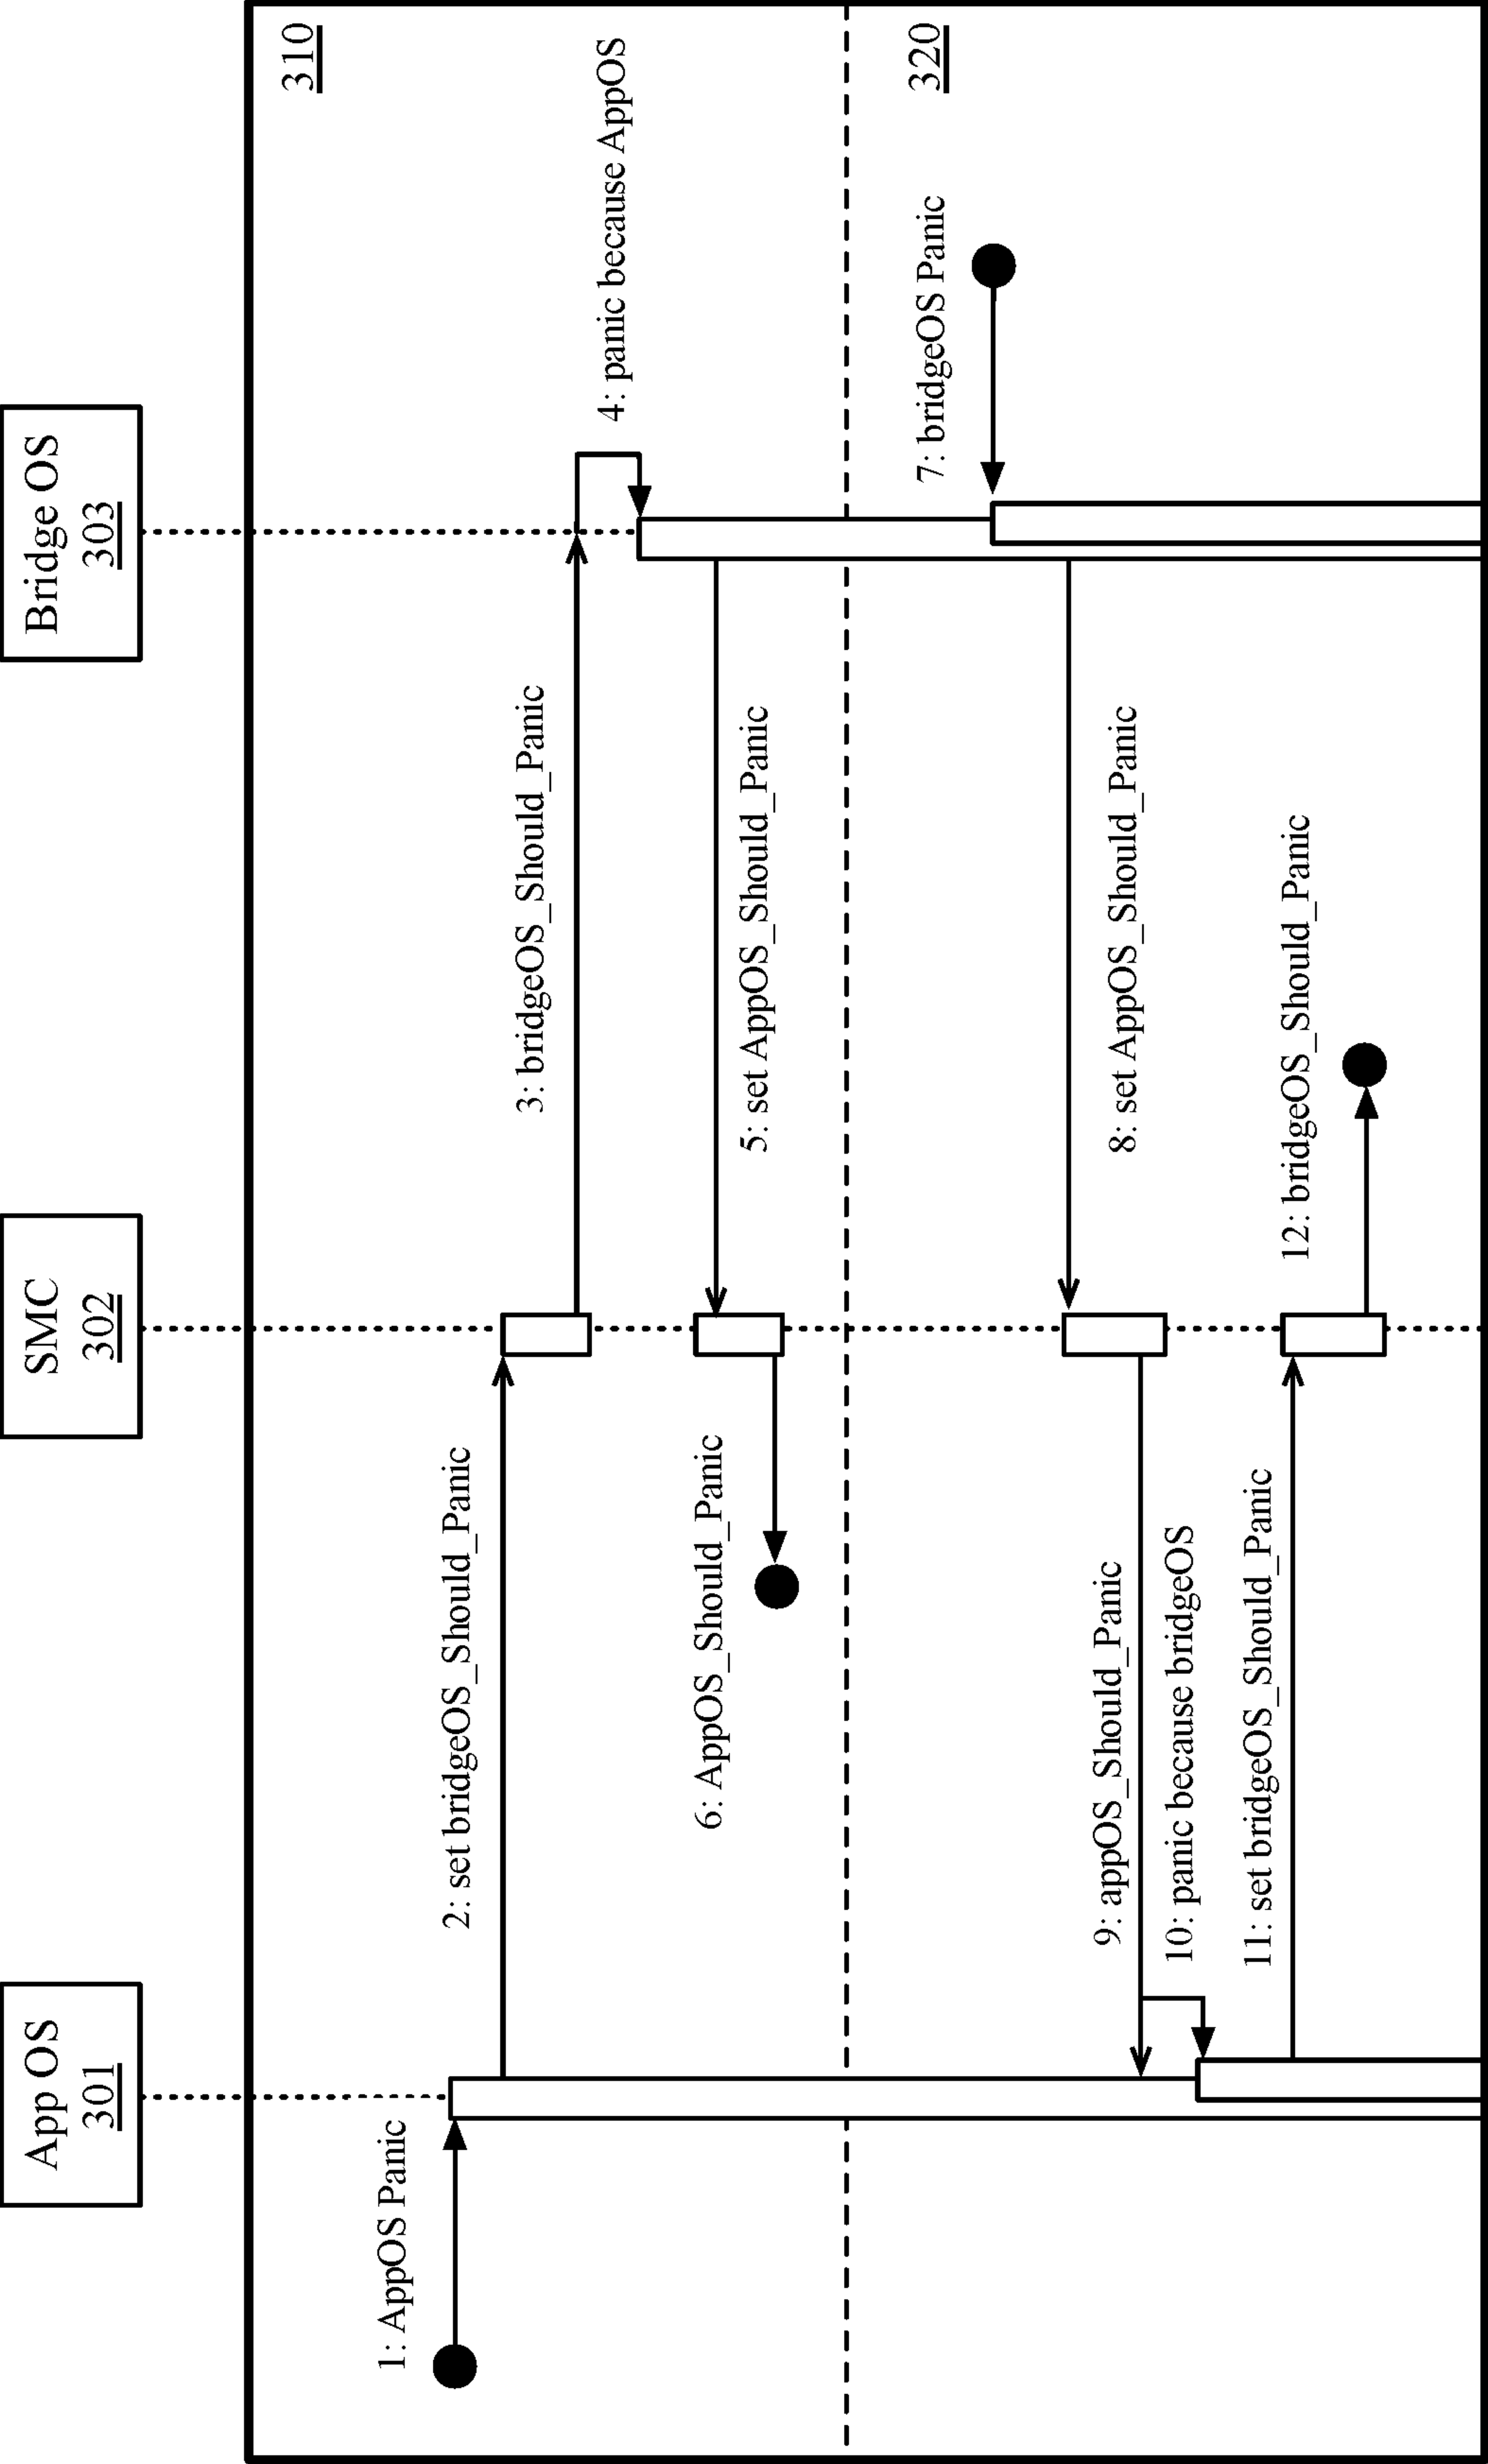 App OS
301
SMC
302
Bridge OS
303
310
1: AppOS Panic
2: set bridgeOS_Should_Panic
3: bridgeOS_Should_Panic
4: panic because AppOS
5: set AppOS_Should_Panic
6: AppOS_Should_Panic
320
7: bridgeOS Panic
8: set AppOS_Should_Panic
9: appOS_Should_Panic
10: panic because bridgeOS
11: set bridgeOS_Should_Panic
12: bridgeOS_Should_Panic